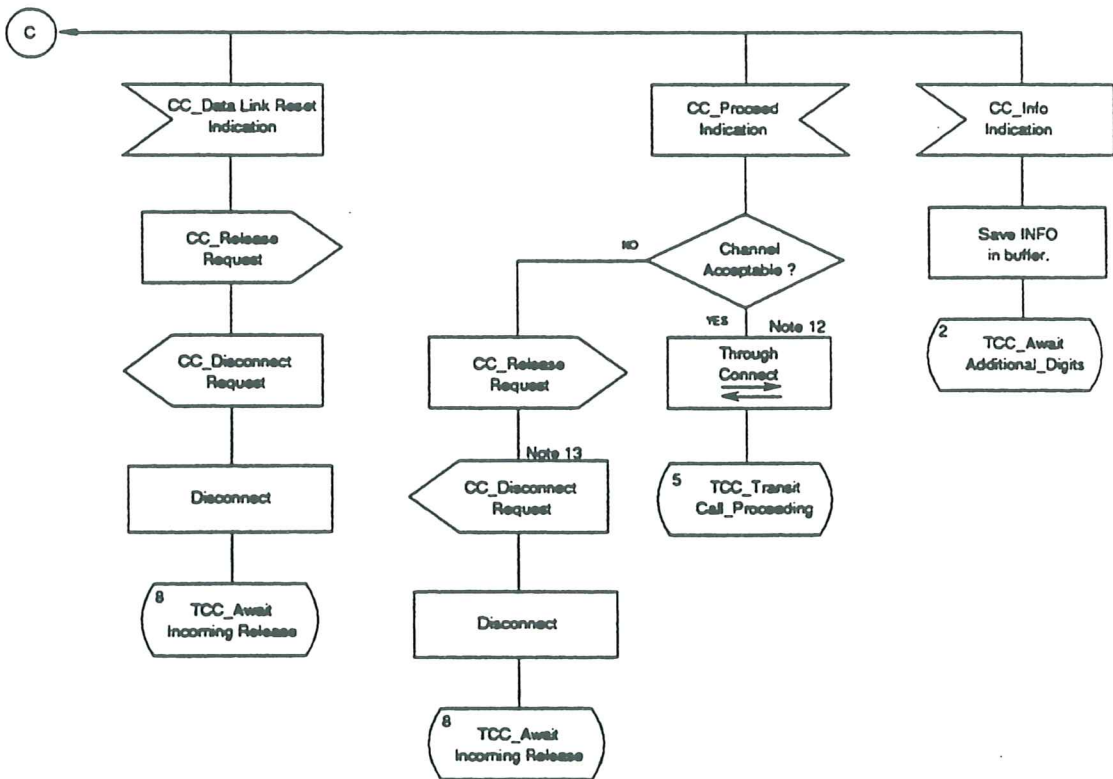 C
CC_Data Link Reset
Indication
CC_Proceed
Indication
CC_Info
Indication
CC_Release
Request
NO
Channel
Acceptable ?
Save INFO
in buffer.
YES
Note 12
CC_Disconnect
Request
CC_Release
Request
Through
Connect
2
TCC_Await
Additional_Digits
Note 13
Disconnect
CC_Disconnect
Request
5
TCC_Transit
Call_Proceeding
8
TCC_Await
Incoming Release
Disconnect
8
TCC_Await
Incoming Release